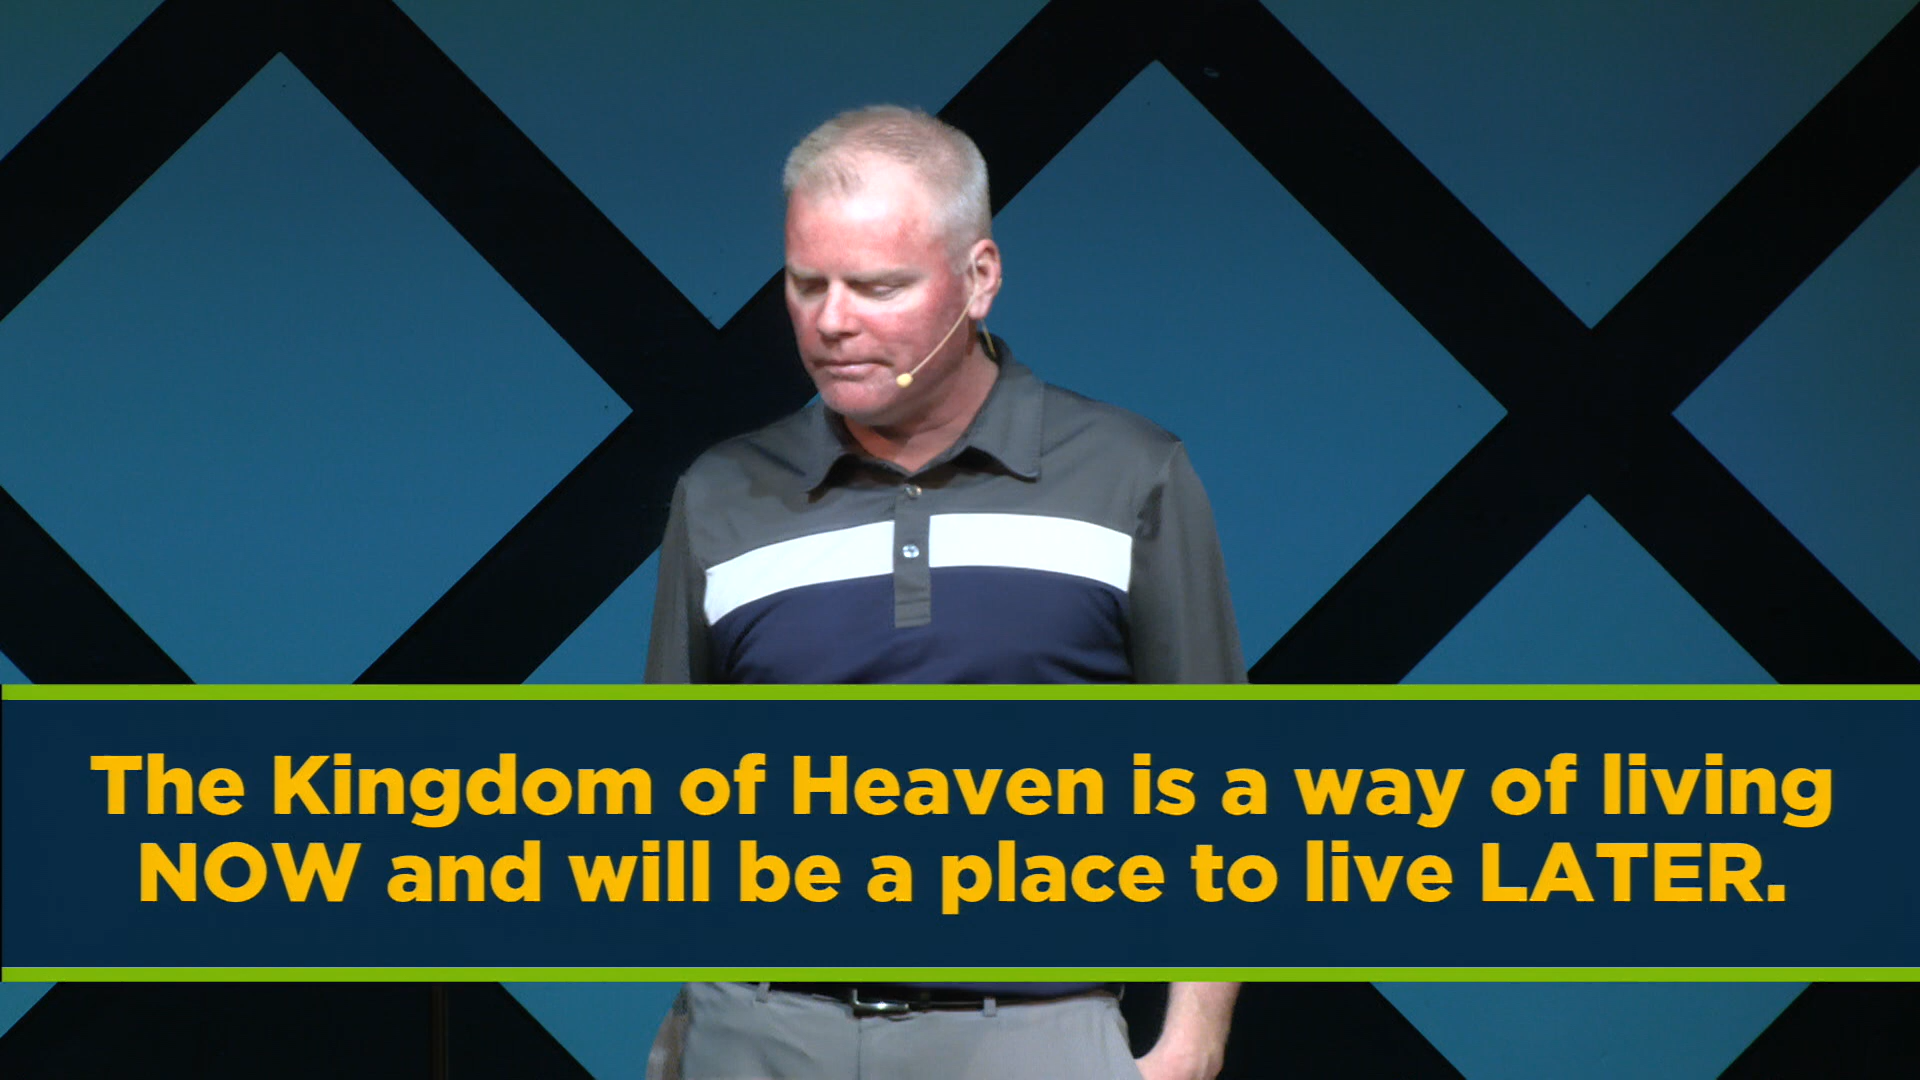 The Kingdom of Heaven is a way of living
NOW and will be a place to live LATER.